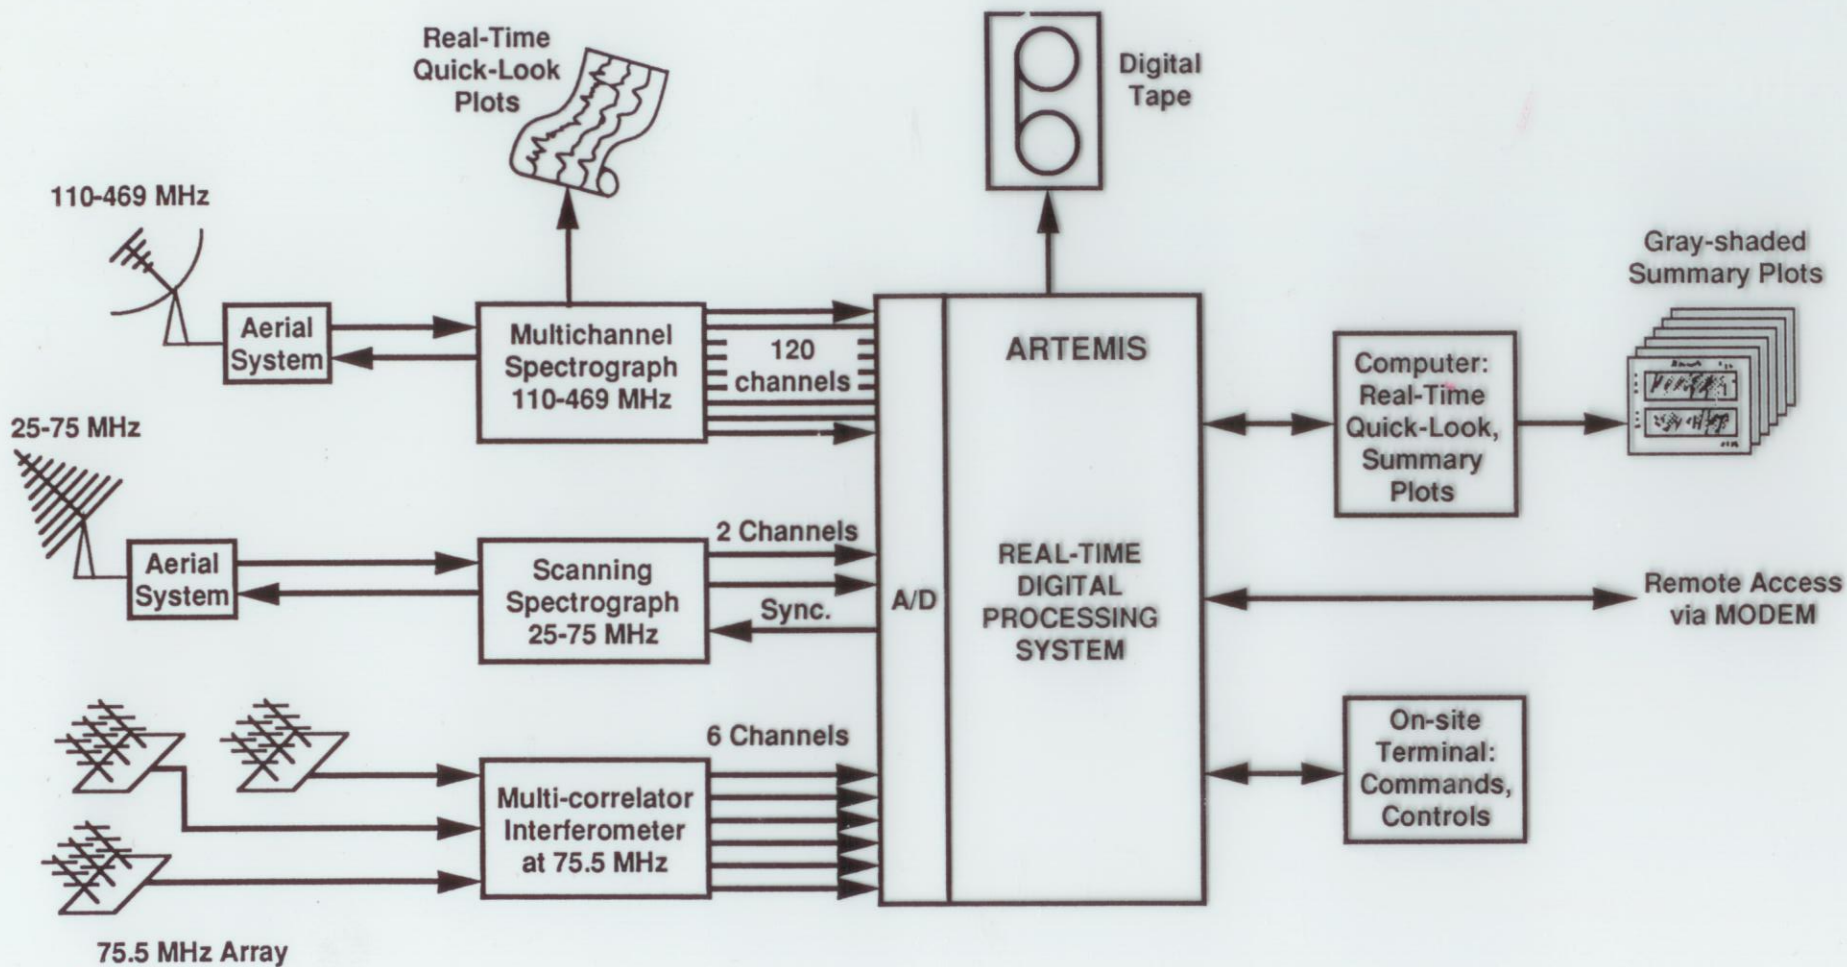 Real-Time
Quick-Look
Plots
Digital
Tape
110-469 MHz
Gray-shaded
Summary Plots
Aerial
System
Multichannel
Spectrograph
110-469 MHz
120
channels
ARTEMIS
Computer:
Real-Time
Quick-Look,
Summary
Plots
25-75 MHz
Aerial
System
Scanning
Spectrograph
25-75 MHz
2 Channels
Sync.
A/D
REAL-TIME
DIGITAL
PROCESSING
SYSTEM
Remote Access
via MODEM
6 Channels
Multi-correlator
Interferometer
at 75.5 MHz
On-site
Terminal:
Commands,
Controls
75.5 MHz Array